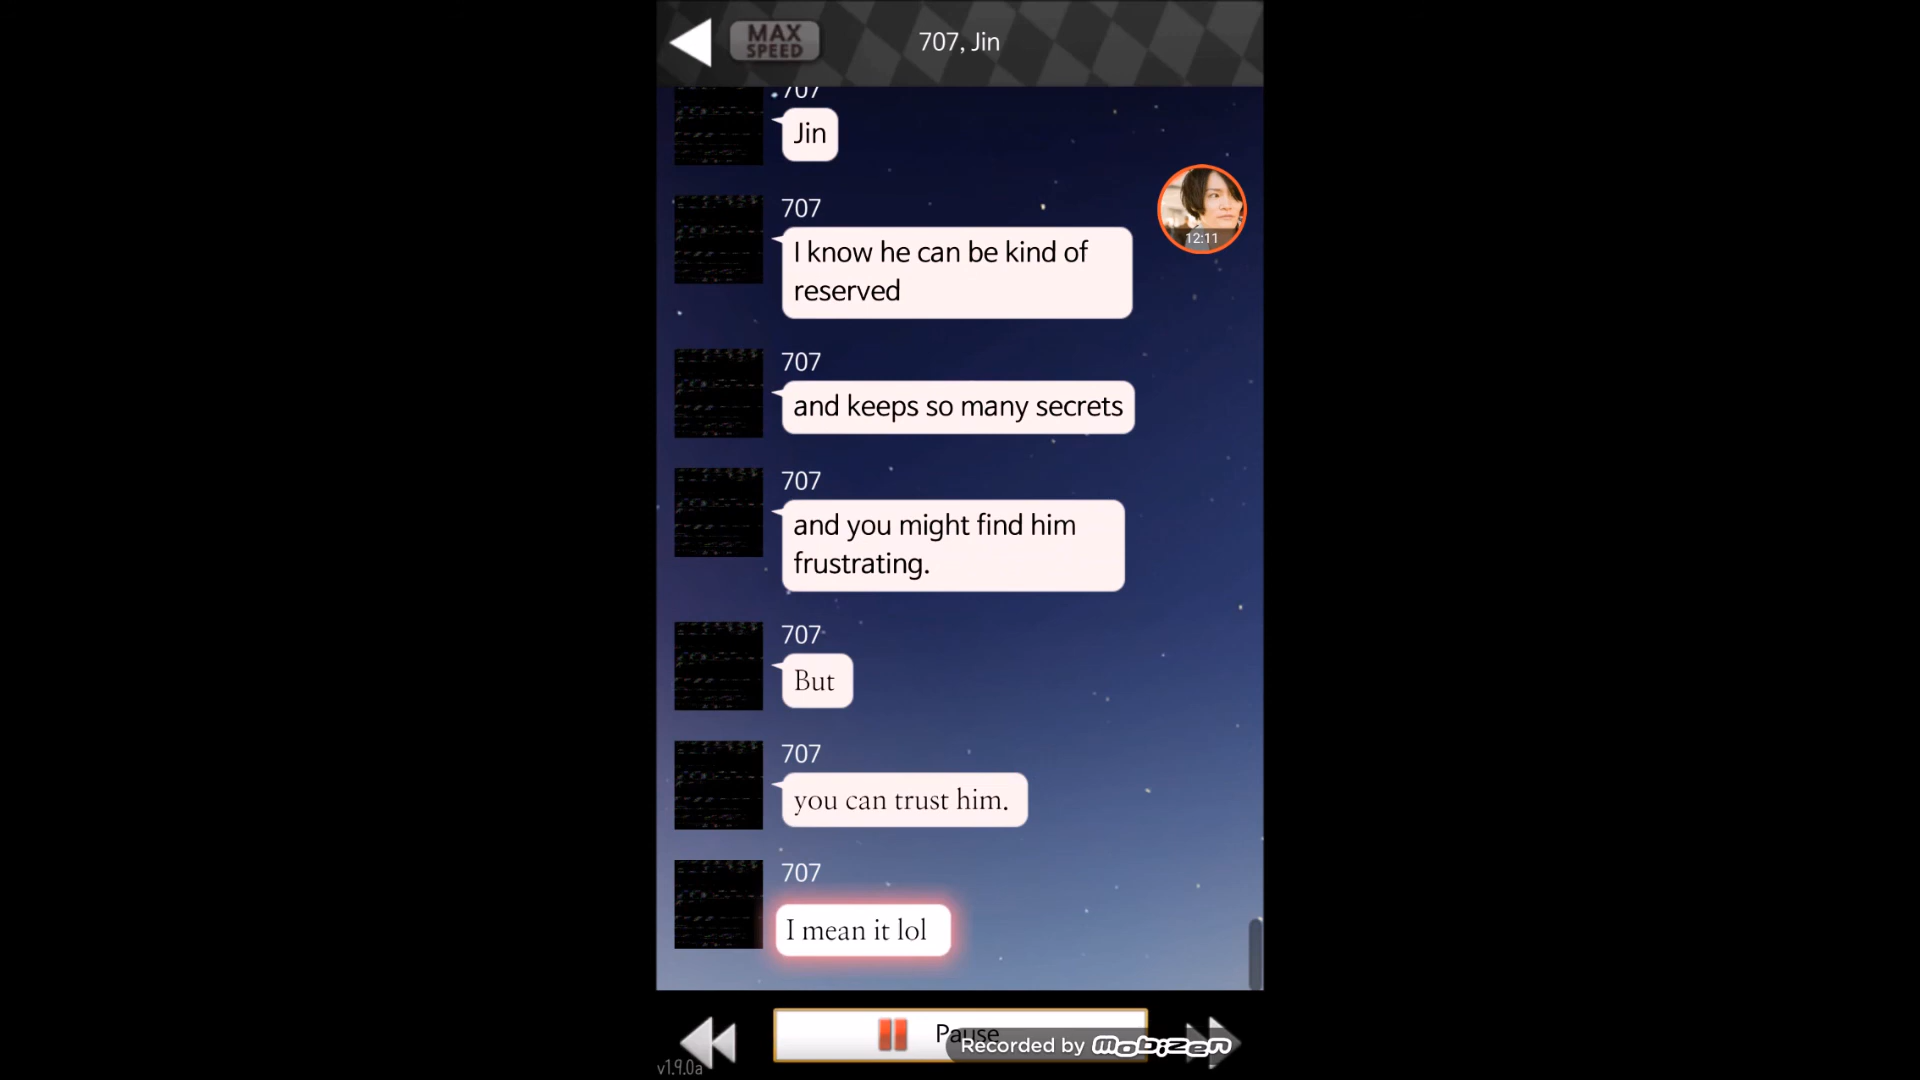 MAX
SPEED
707, Jin
707
Jin
12:11
707
I know he can be kind of
reserved
707
and keeps so many secrets
707
and you might find him
frustrating.
707
But
707
you can trust him.
707
I mean it lol
Pause
Recorded by Mobizen
v1.9.0a